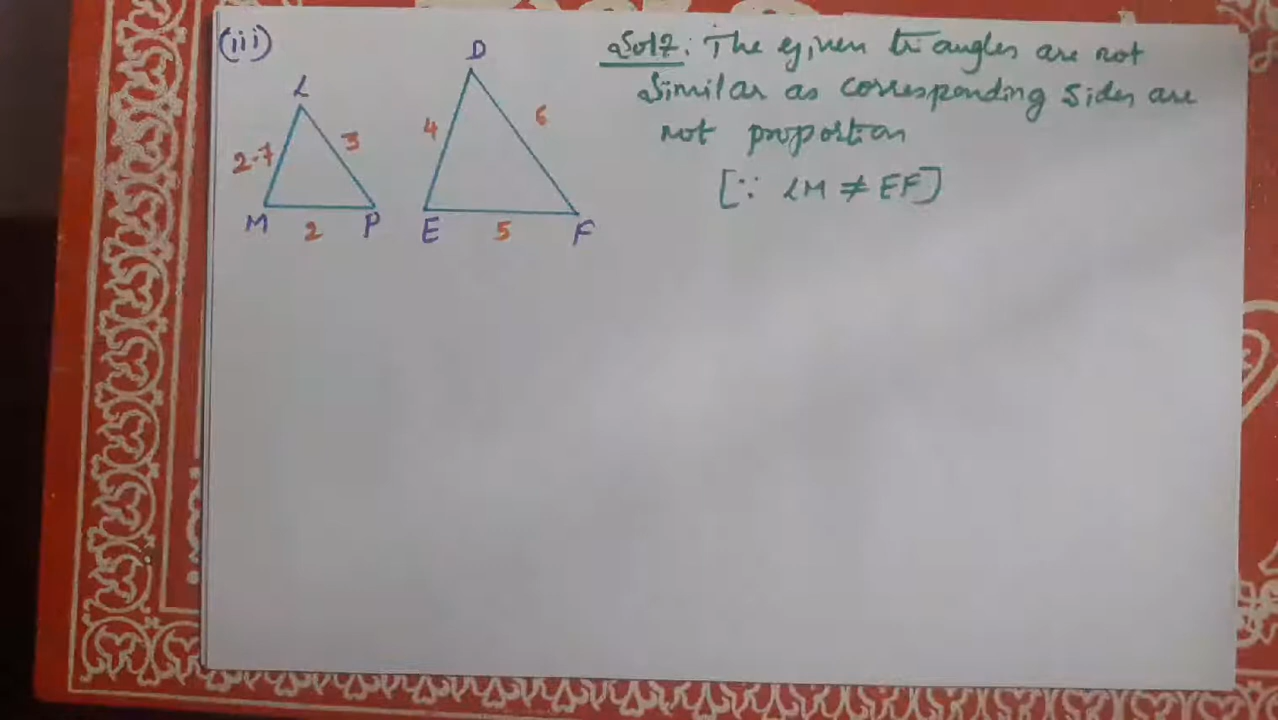 (iii)
L
2.7
3
M
2
P
D
4
6
E
5
F
Sol?: The given triangles are not
Similar as corresponding Sides are
not proportion
[∵ LM ≠ EF]